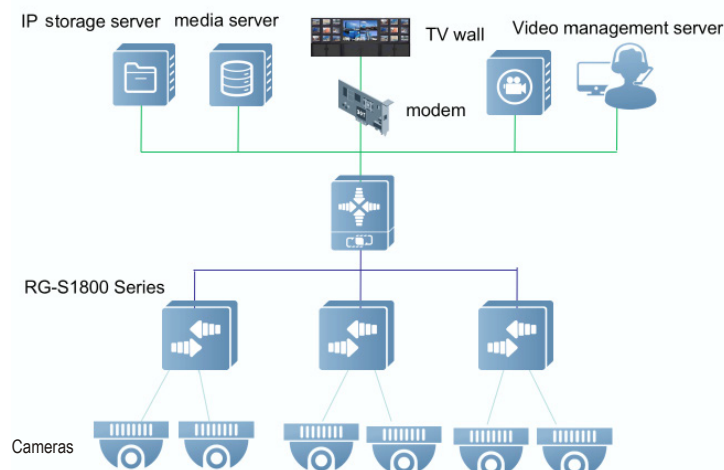 IP storage server
media server
TV wall
Video management server
modem
RG-S1800 Series
Cameras